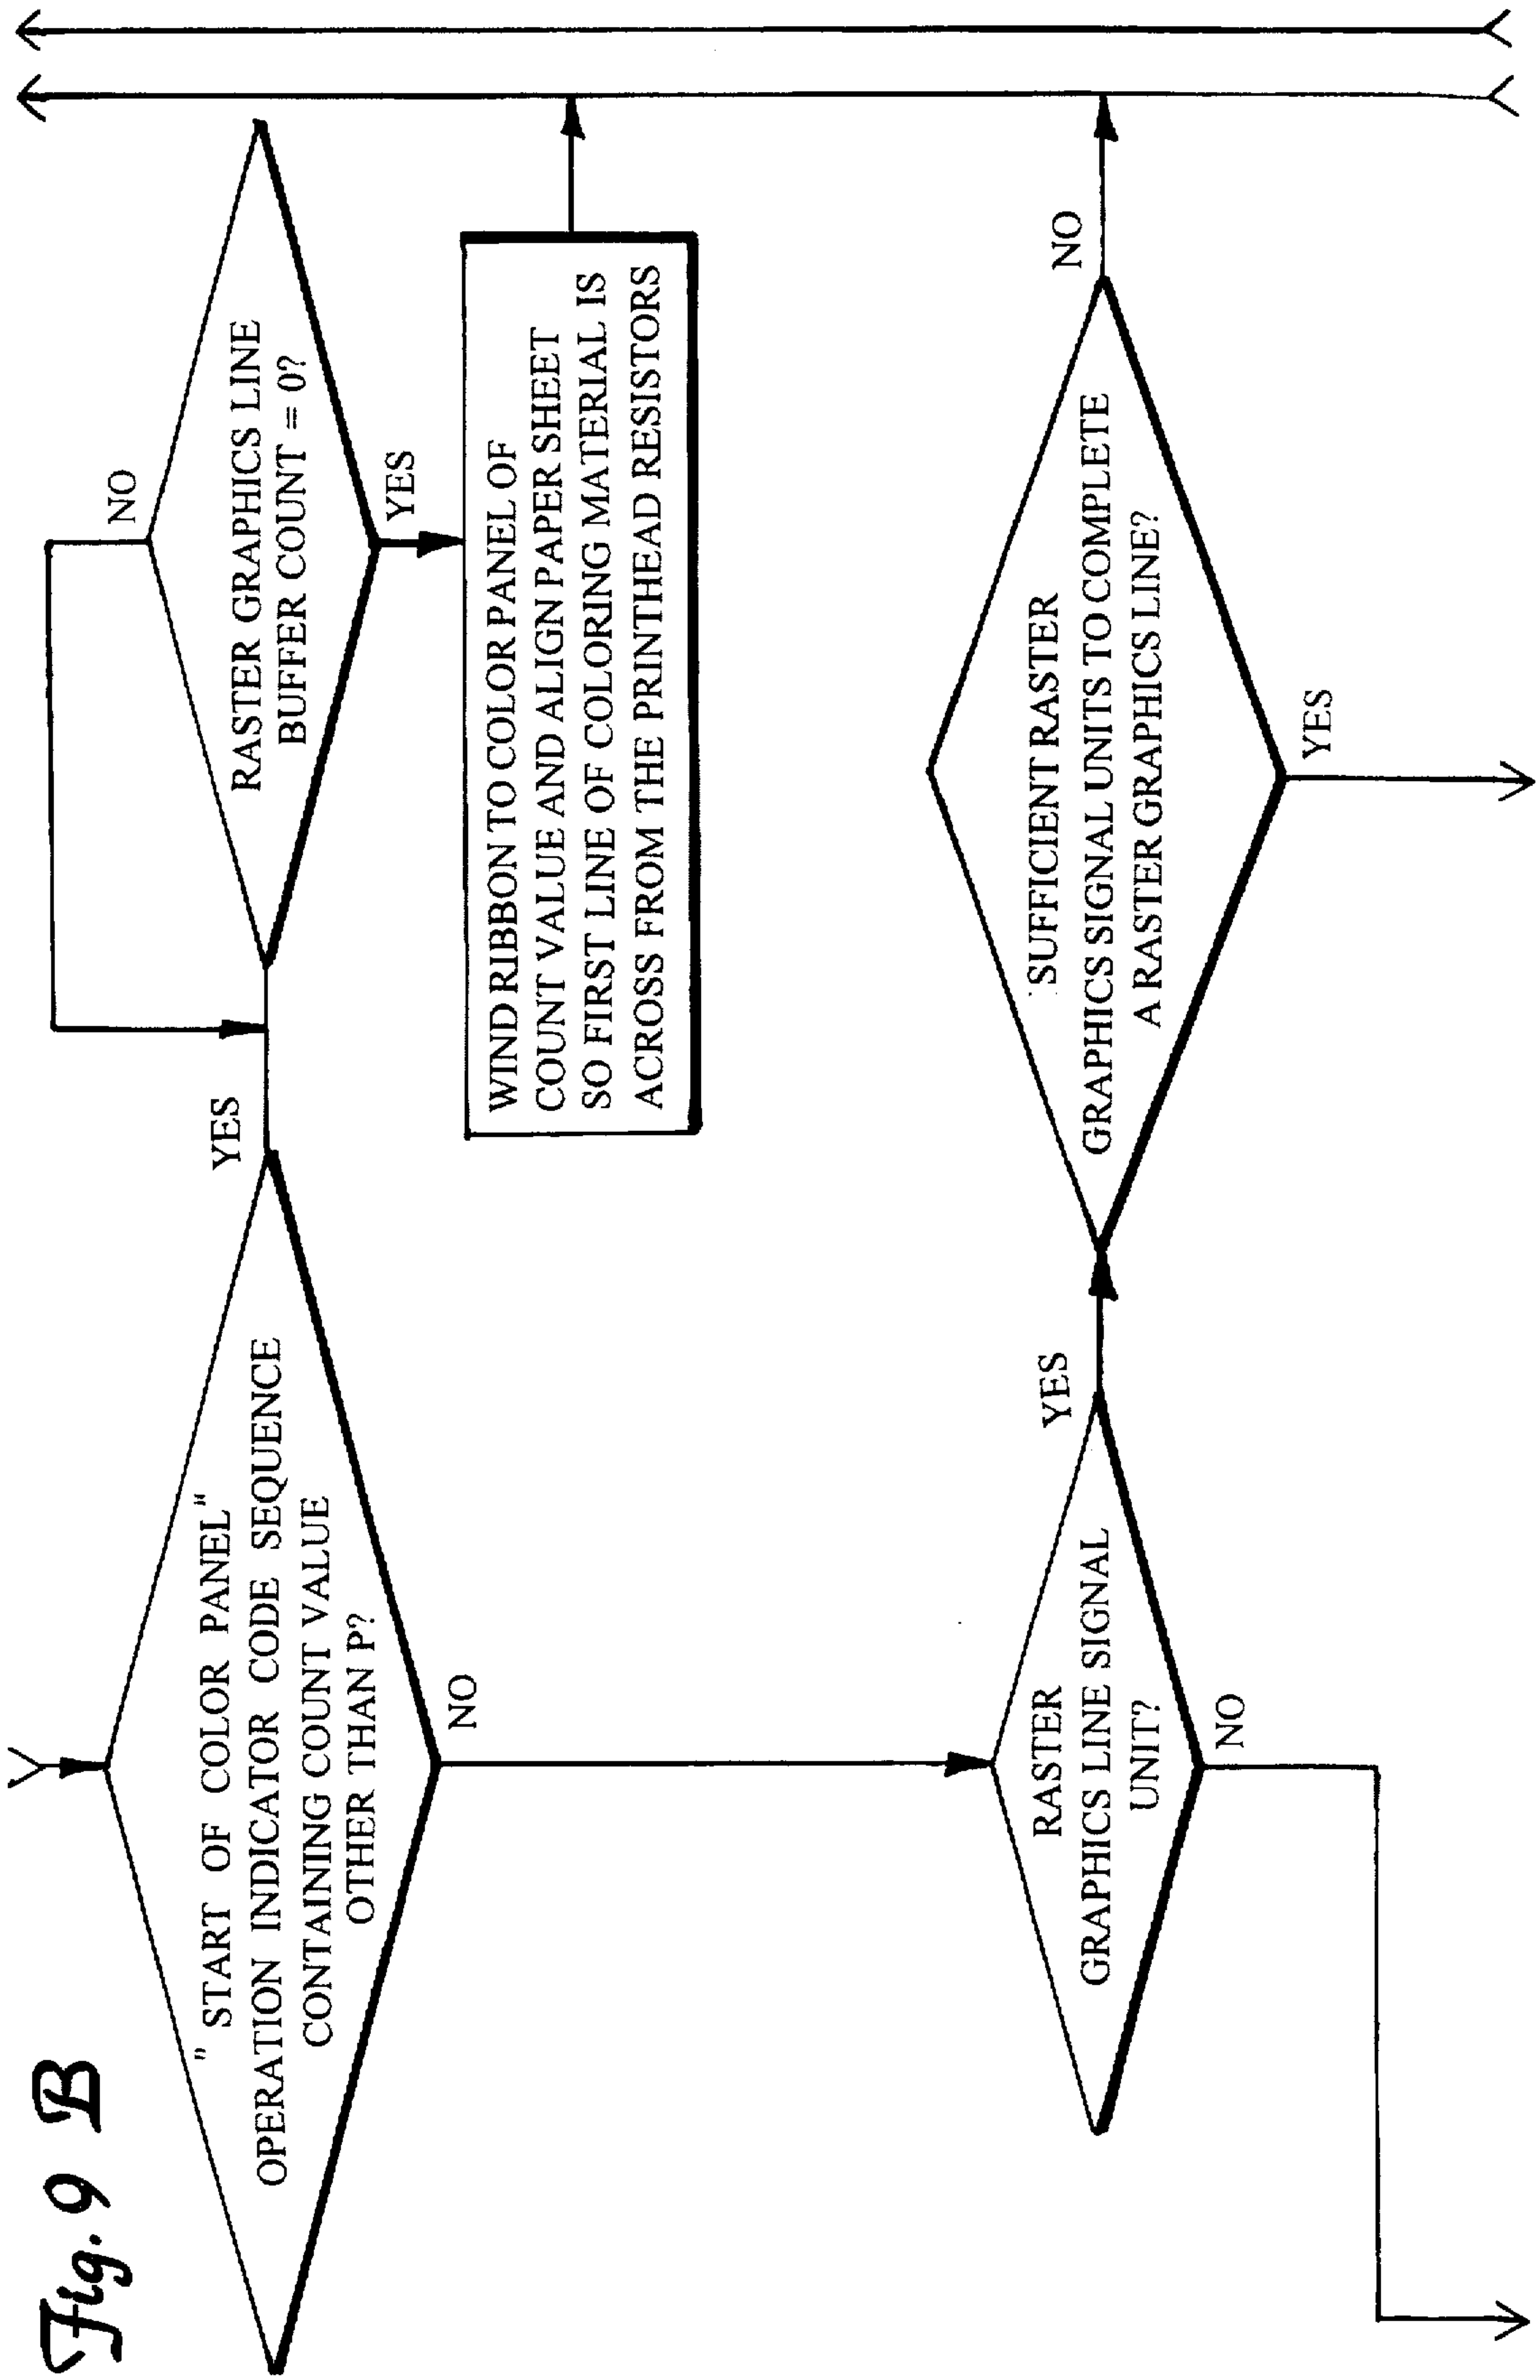 Fig. 9 B
" START OF COLOR PANEL"
OPERATION INDICATOR CODE SEQUENCE
CONTAINING COUNT VALUE
OTHER THAN P?
YES
NO
RASTER GRAPHICS LINE
BUFFER COUNT = 0?
NO
YES
WIND RIBBON TO COLOR PANEL OF
COUNT VALUE AND ALIGN PAPER SHEET
SO FIRST LINE OF COLORING MATERIAL IS
ACROSS FROM THE PRINTHEAD RESISTORS
RASTER
GRAPHICS LINE SIGNAL
UNIT?
YES
NO
SUFFICIENT RASTER
GRAPHICS SIGNAL UNITS TO COMPLETE
A RASTER GRAPHICS LINE?
NO
YES